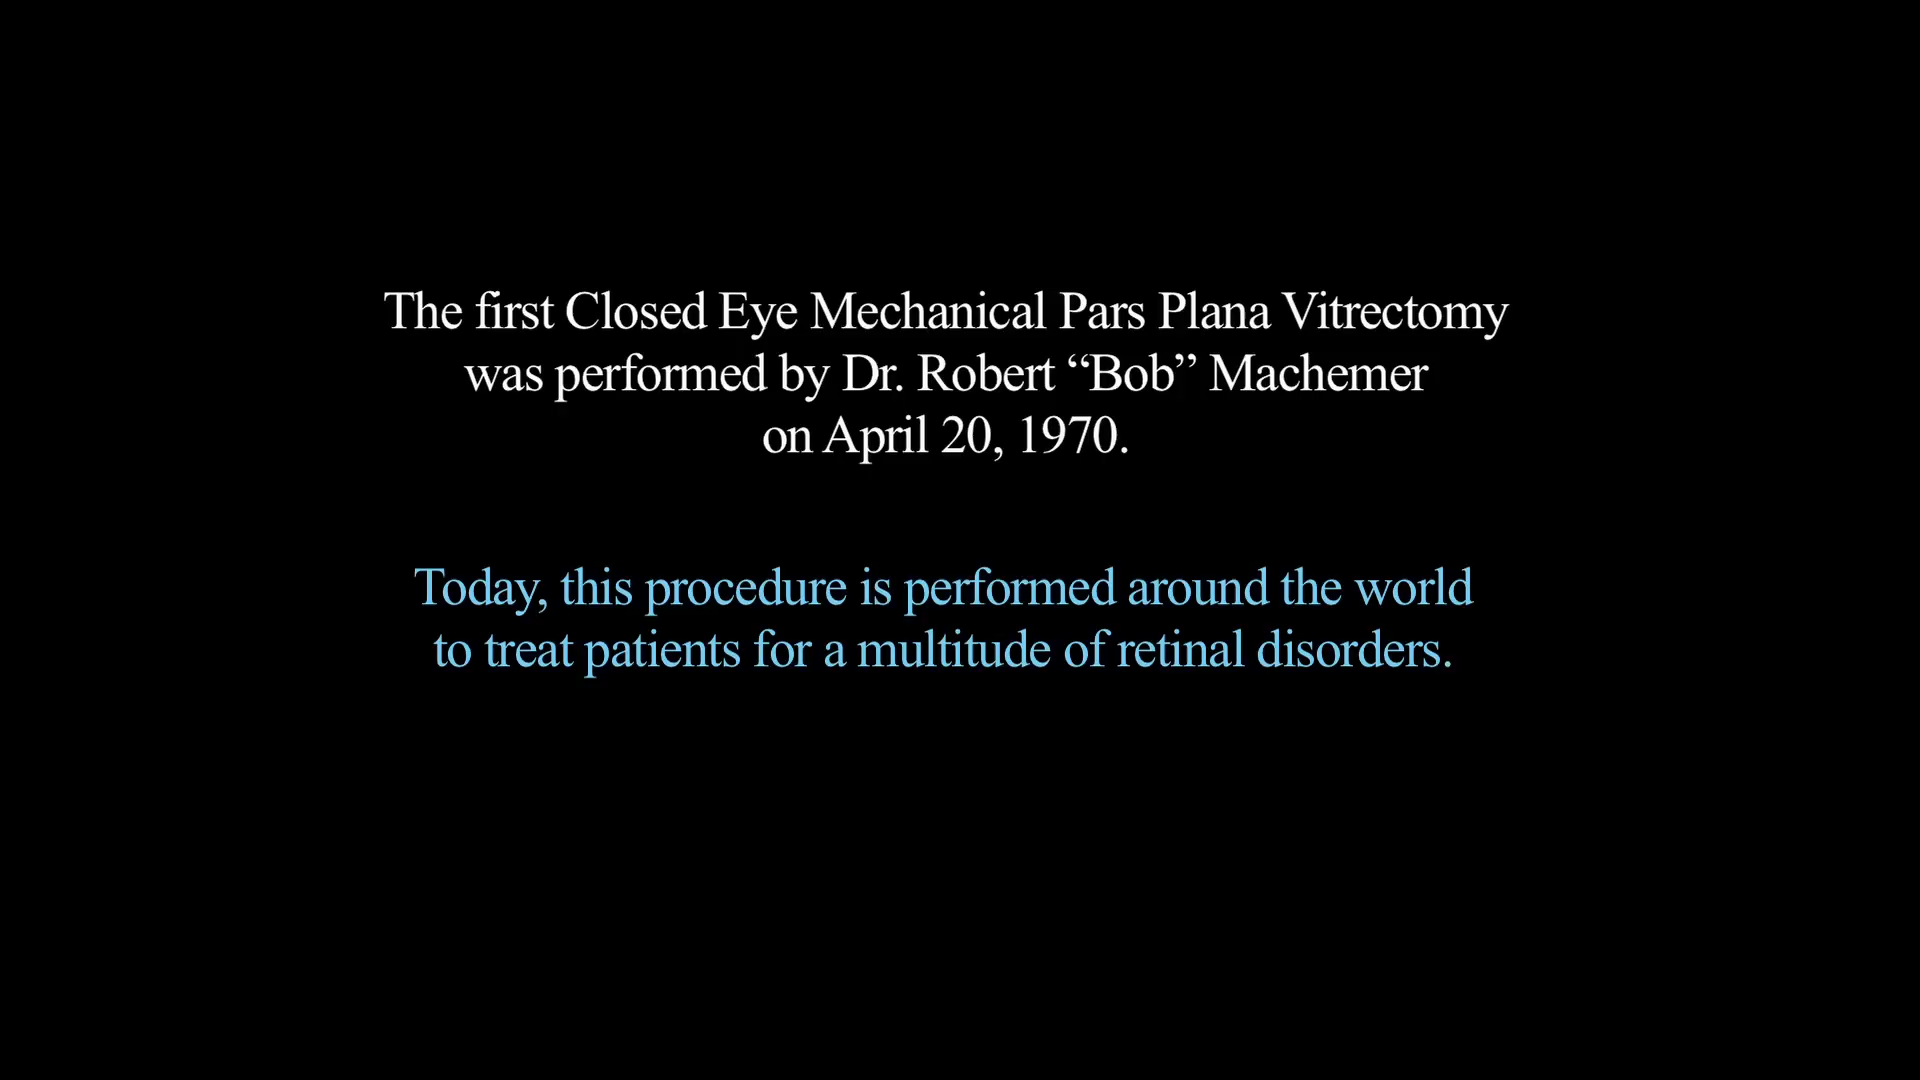 The first Closed Eye Mechanical Pars Plana Vitrectomy
was performed by Dr. Robert “Bob” Machemer
on April 20, 1970.
Today, this procedure is performed around the world
to treat patients for a multitude of retinal disorders.